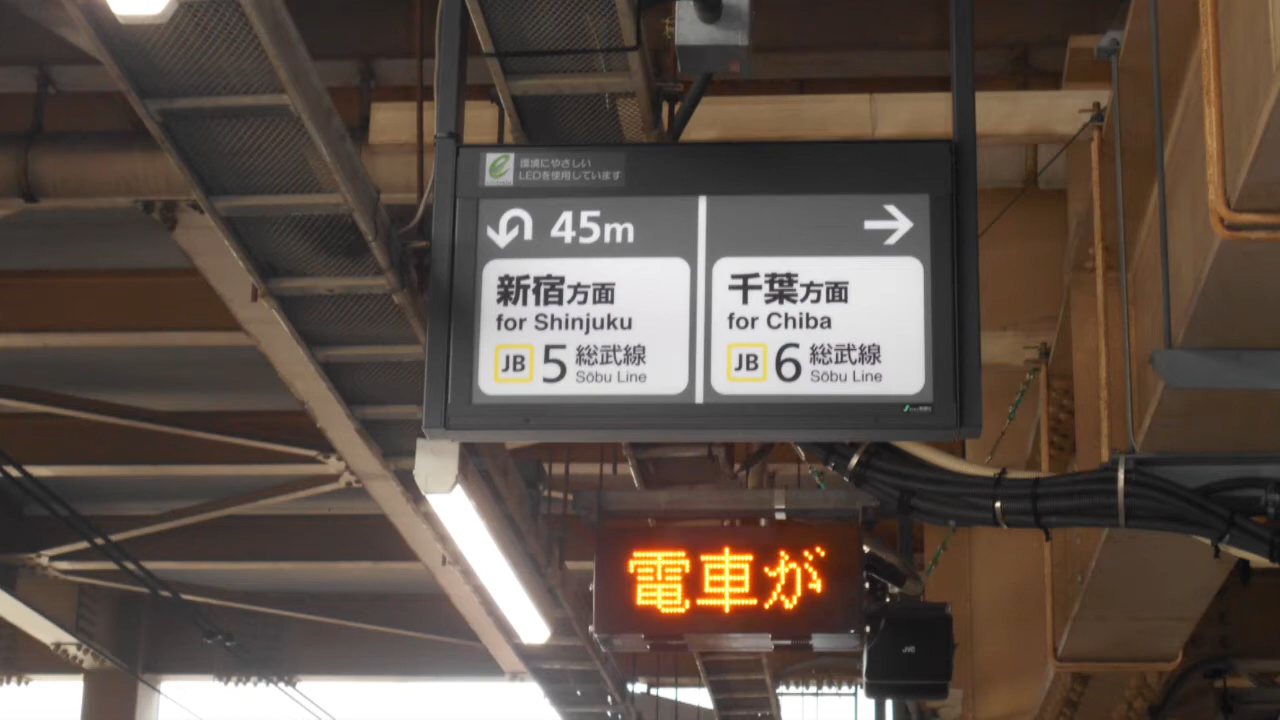 環境にやさしい
LEDを使用しています
45m
新宿方面
for Shinjuku
JB 5 総武線
Sōbu Line
千葉方面
for Chiba
JB 6 総武線
Sōbu Line
電車が
JVC